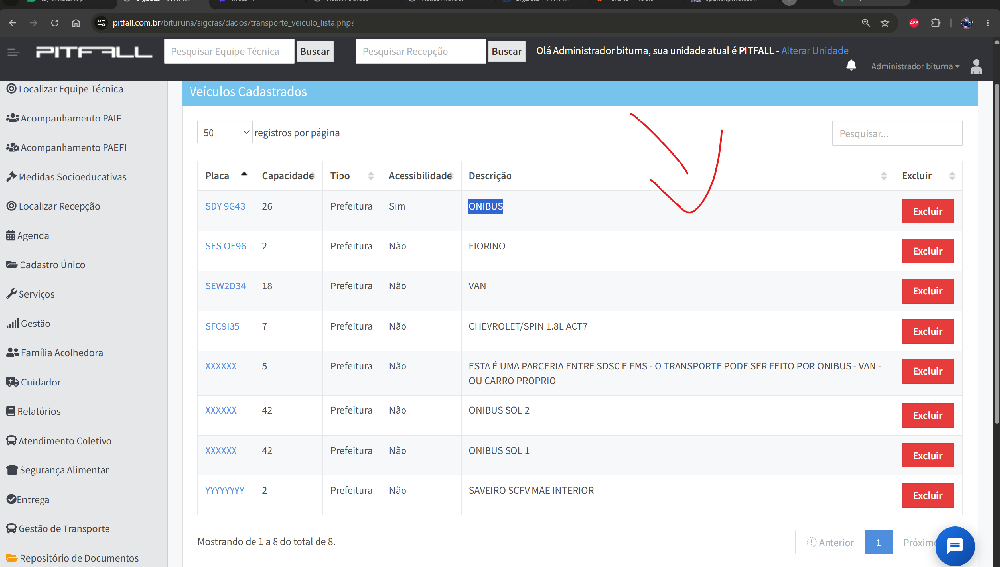 pitfall.com.br/bituruna/sigcras/dados/transporte_veiculo_lista.php?
ABP
PITFALL
Pesquisar Equipe Técnica
Buscar
Pesquisar Recepção
Buscar
Olá Administrador biturna, sua unidade atual é PITFALL - Alterar Unidade
Administrador biturna
Localizar Equipe Técnica
Acompanhamento PAIF
Acompanhamento PAEFI
Medidas Socioeducativas
Localizar Recepção
Agenda
Cadastro Único
Serviços
Gestão
Família Acolhedora
Cuidador
Relatórios
Atendimento Coletivo
Segurança Alimentar
Entrega
Gestão de Transporte
Repositório de Documentos
Veículos Cadastrados
50 registros por página
Pesquisar...
Placa Capacidade Tipo Acessibilidade Descrição Excluir
SDY 9G43 26 Prefeitura Sim ONIBUS Excluir
SES OE96 2 Prefeitura Não FIORINO Excluir
SEW2D34 18 Prefeitura Não VAN Excluir
SFC9I35 7 Prefeitura Não CHEVROLET/SPIN 1.8L ACT7 Excluir
XXXXXX 5 Prefeitura Não ESTA É UMA PARCERIA ENTRE SDSC E FMS - O TRANSPORTE PODE SER FEITO POR ONIBUS - VAN - Excluir
OU CARRO PROPRIO
XXXXXX 42 Prefeitura Não ONIBUS SOL 2 Excluir
XXXXXX 42 Prefeitura Não ONIBUS SOL 1 Excluir
YYYYYYYY 2 Prefeitura Não SAVEIRO SCFV MÃE INTERIOR Excluir
Mostrando de 1 a 8 do total de 8.
Anterior 1 Próximo